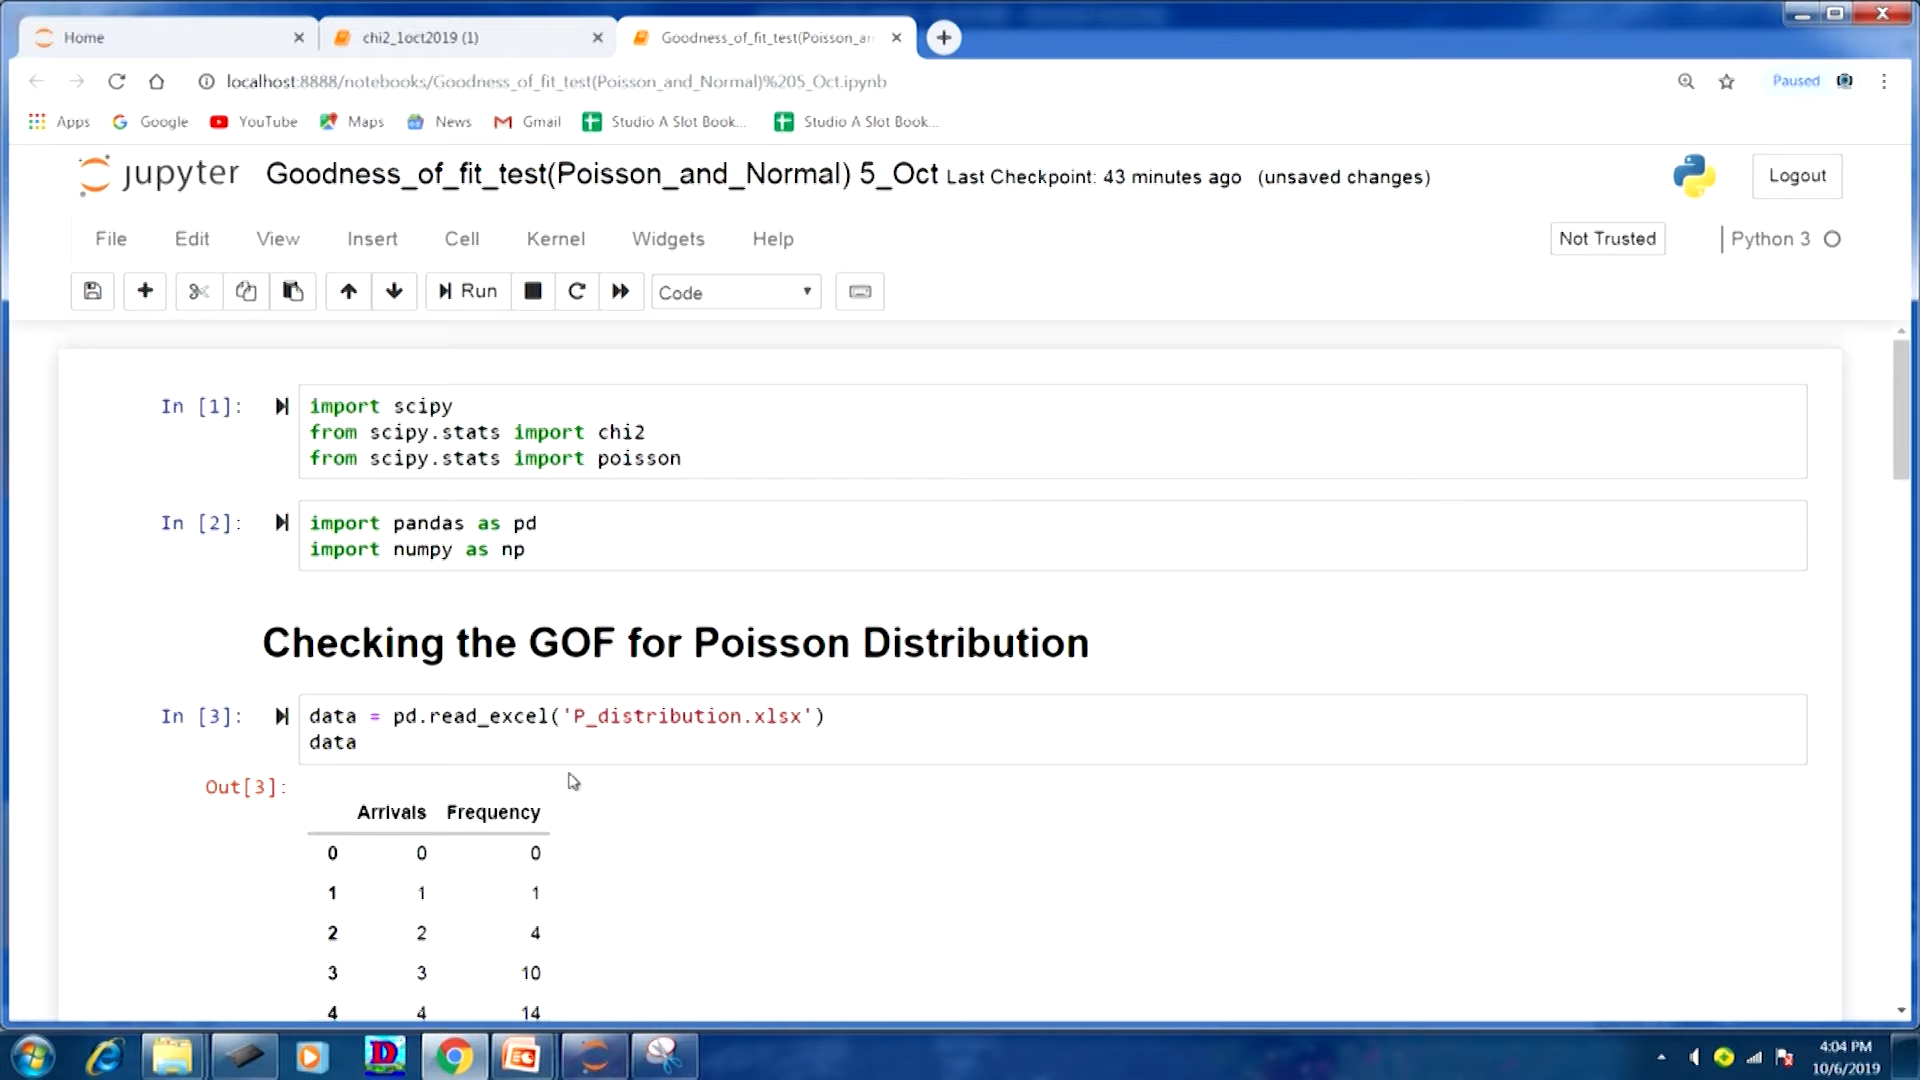 Home
chi2_1oct2019 (1)
Goodness_of_fit_test(Poisson_an
localhost:8888/notebooks/Goodness_of_fit_test(Poisson_and_Normal)%205_Oct.ipynb
Paused
Apps
Google
YouTube
Maps
News
Gmail
Studio A Slot Book...
Studio A Slot Book...
jupyter Goodness_of_fit_test(Poisson_and_Normal) 5_Oct Last Checkpoint: 43 minutes ago (unsaved changes)
Logout
File Edit View Insert Cell Kernel Widgets Help
Not Trusted
Python 3
Run
Code
In [1]: import scipy
from scipy.stats import chi2
from scipy.stats import poisson
In [2]: import pandas as pd
import numpy as np
Checking the GOF for Poisson Distribution
In [3]: data = pd.read_excel('P_distribution.xlsx')
data
Out[3]:
Arrivals Frequency
0 0 0
1 1 1
2 2 4
3 3 10
4 4 14
4:04 PM
10/6/2019